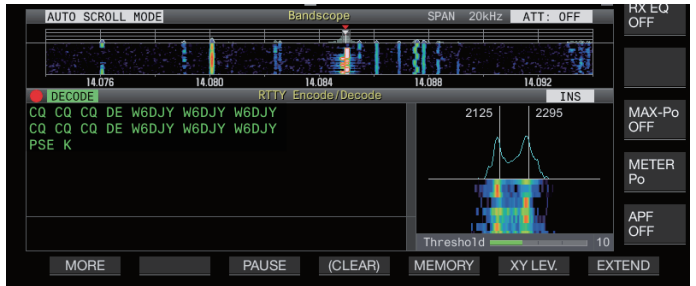 AUTO SCROLL MODE Bandscope SPAN 20kHz ATT: OFF
14.076 14.080 14.084 14.088 14.092
DECODE RTTY Encode/Decode INS
CQ CQ CQ DE W6DJY W6DJY W6DJY
CQ CQ CQ DE W6DJY W6DJY W6DJY
PSE K
2125 2295
Threshold 10
RX EQ
OFF
MAX-Po
OFF
METER
Po
APF
OFF
MORE PAUSE (CLEAR) MEMORY XY LEV. EXTEND